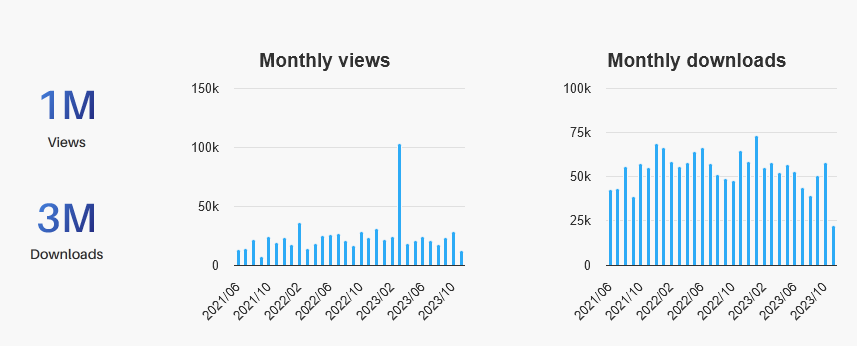 1M
Views
3M
Downloads
Monthly views
150k
100k
50k
0
2021/06
2021/10
2022/02
2022/06
2022/10
2023/02
2023/06
2023/10
Monthly downloads
100k
75k
50k
25k
0
2021/06
2021/10
2022/02
2022/06
2022/10
2023/02
2023/06
2023/10